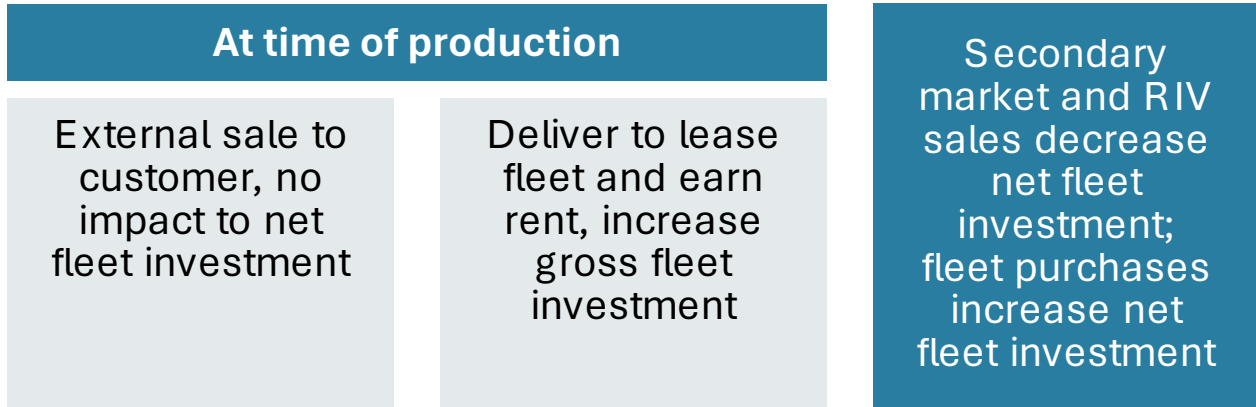 At time of production
External sale to
customer, no
impact to net
fleet investment
Deliver to lease
fleet and earn
rent, increase
gross fleet
investment
Secondary
market and RIV
sales decrease
net fleet
investment;
fleet purchases
increase net
fleet investment